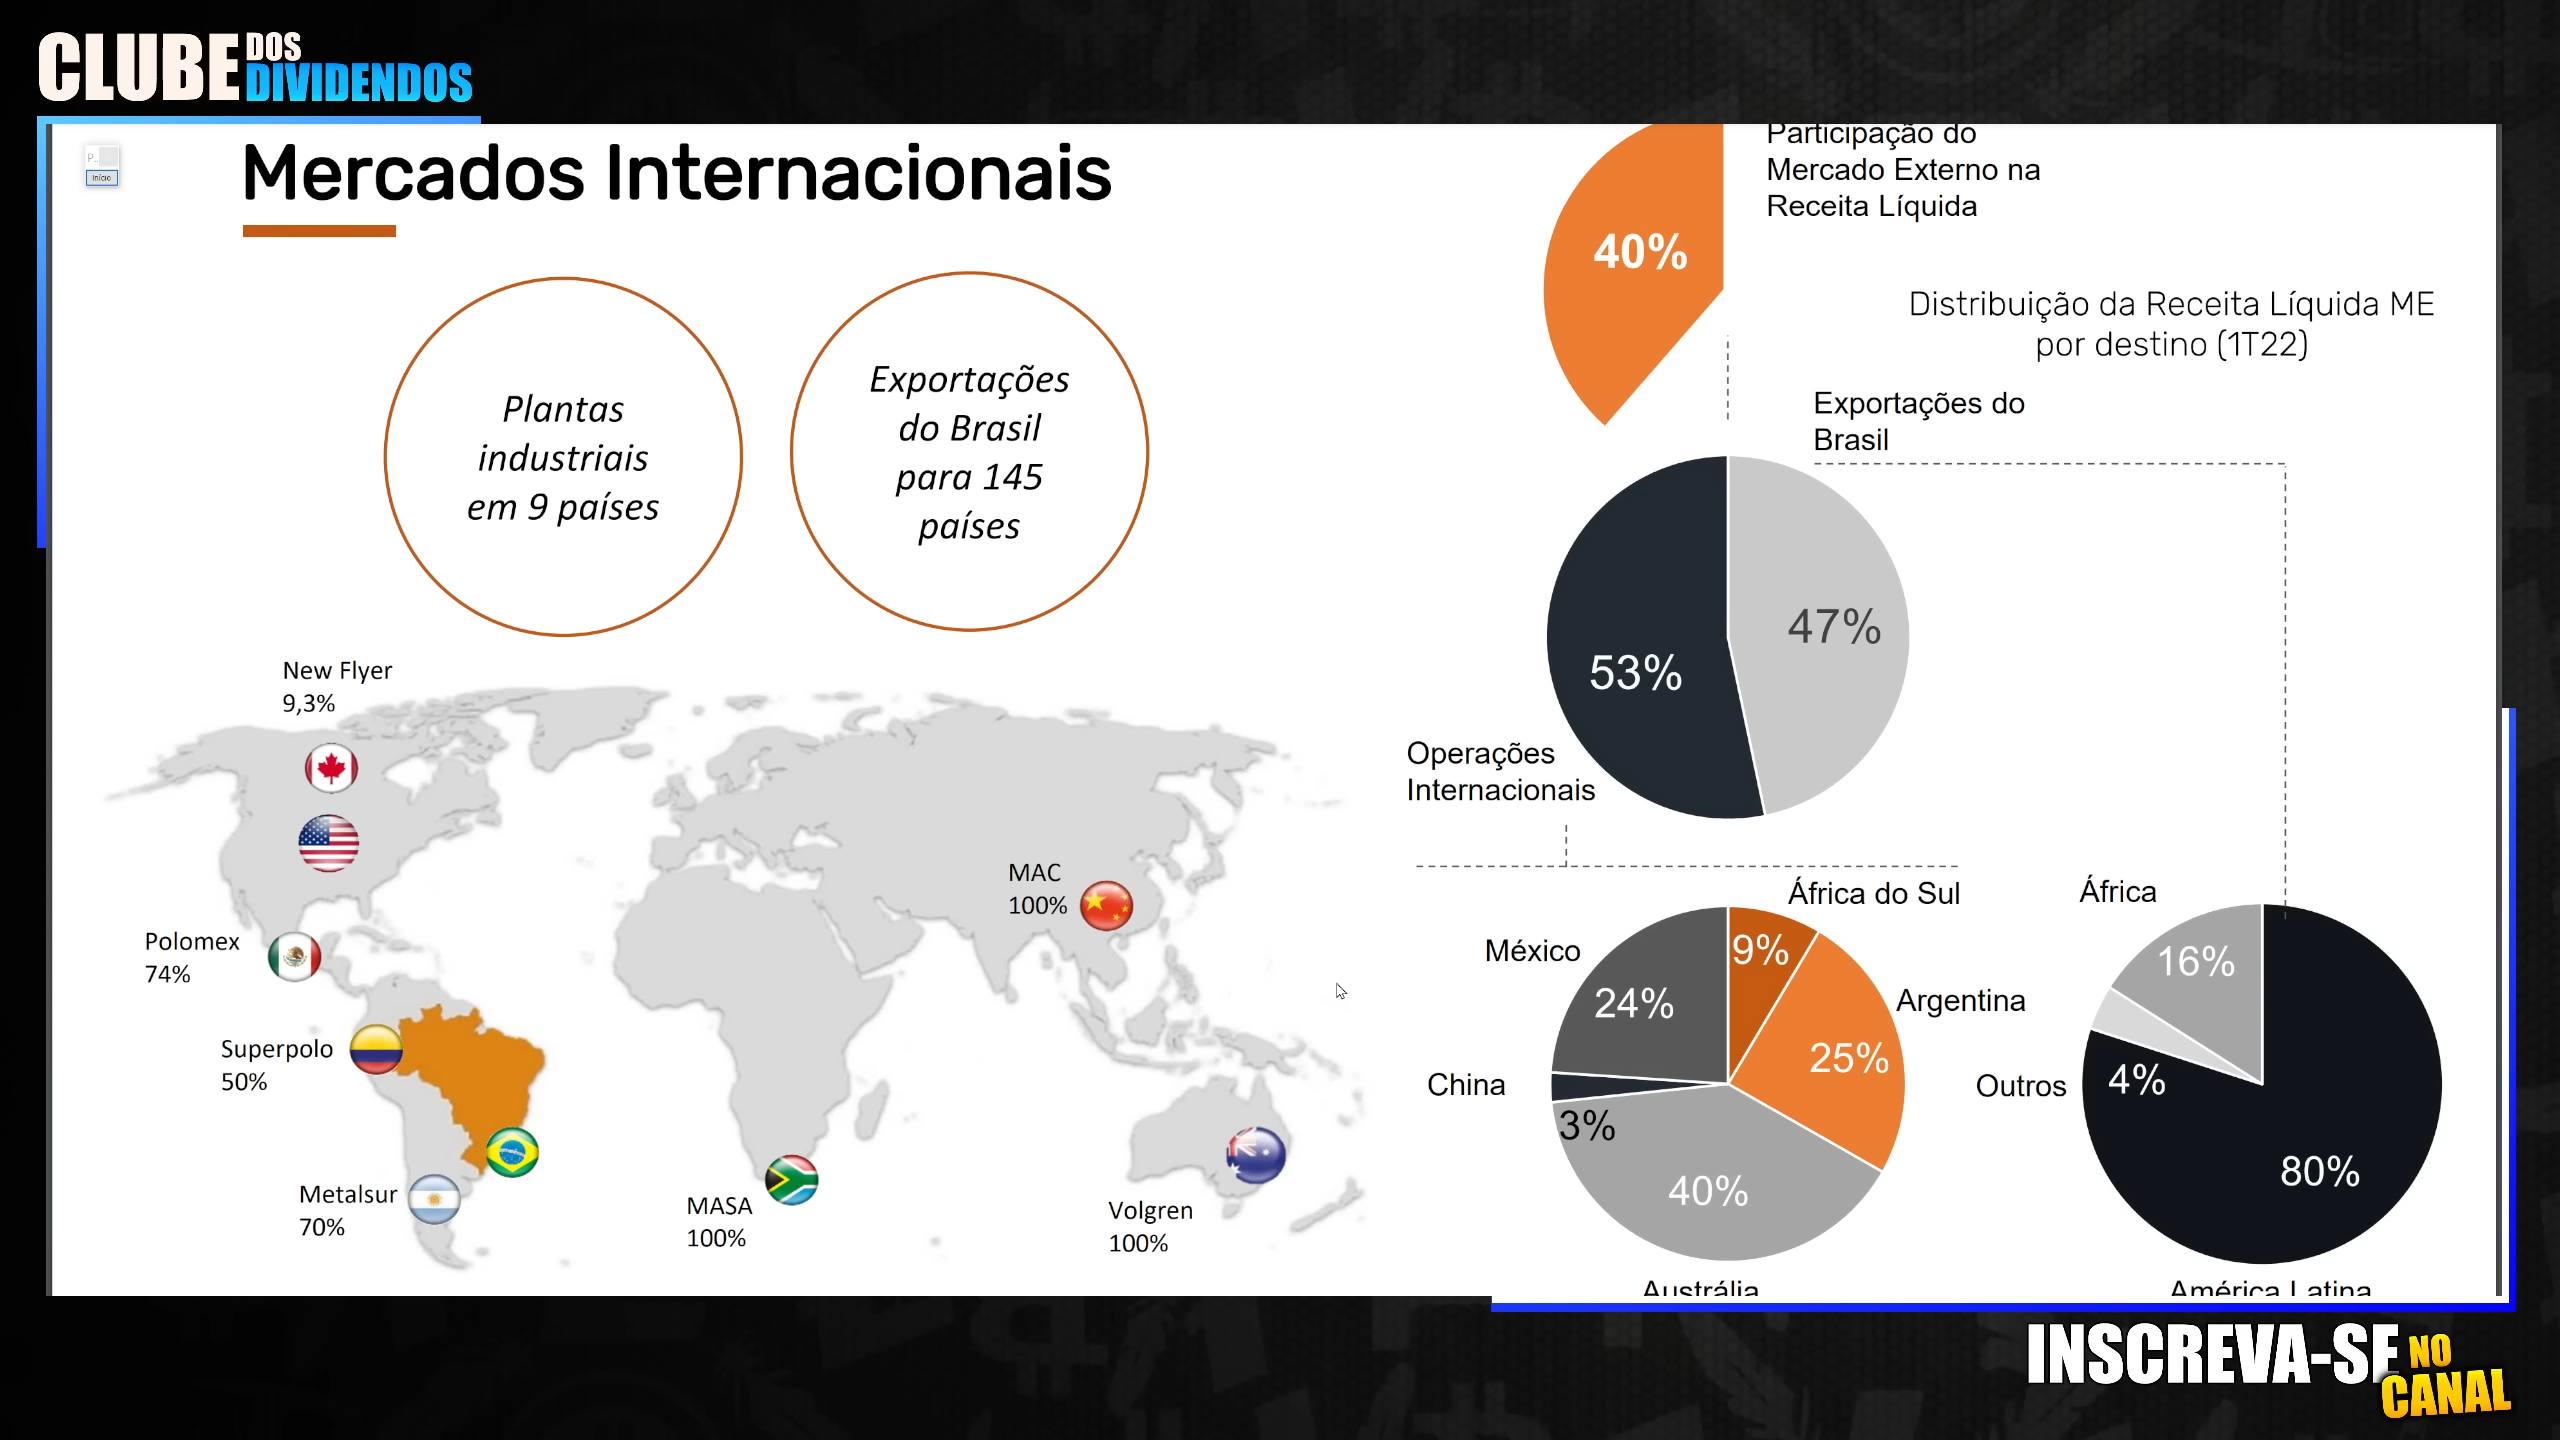 CLUBE DOS
DIVIDENDOS
Início
Mercados Internacionais
Plantas
industriais
em 9 países
Exportações
do Brasil
para 145
países
New Flyer
9,3%
Polomex
74%
Superpolo
50%
Metalsur
70%
MASA
100%
MAC
100%
Volgren
100%
Participação do
Mercado Externo na
Receita Líquida
40%
Distribuição da Receita Líquida ME
por destino (1T22)
Exportações do
Brasil
47%
53%
Operações
Internacionais
África do Sul
9%
México
24%
Argentina
25%
China
3%
40%
Austrália
África
16%
Outros
4%
80%
América Latina
INSCREVA-SE NO
CANAL